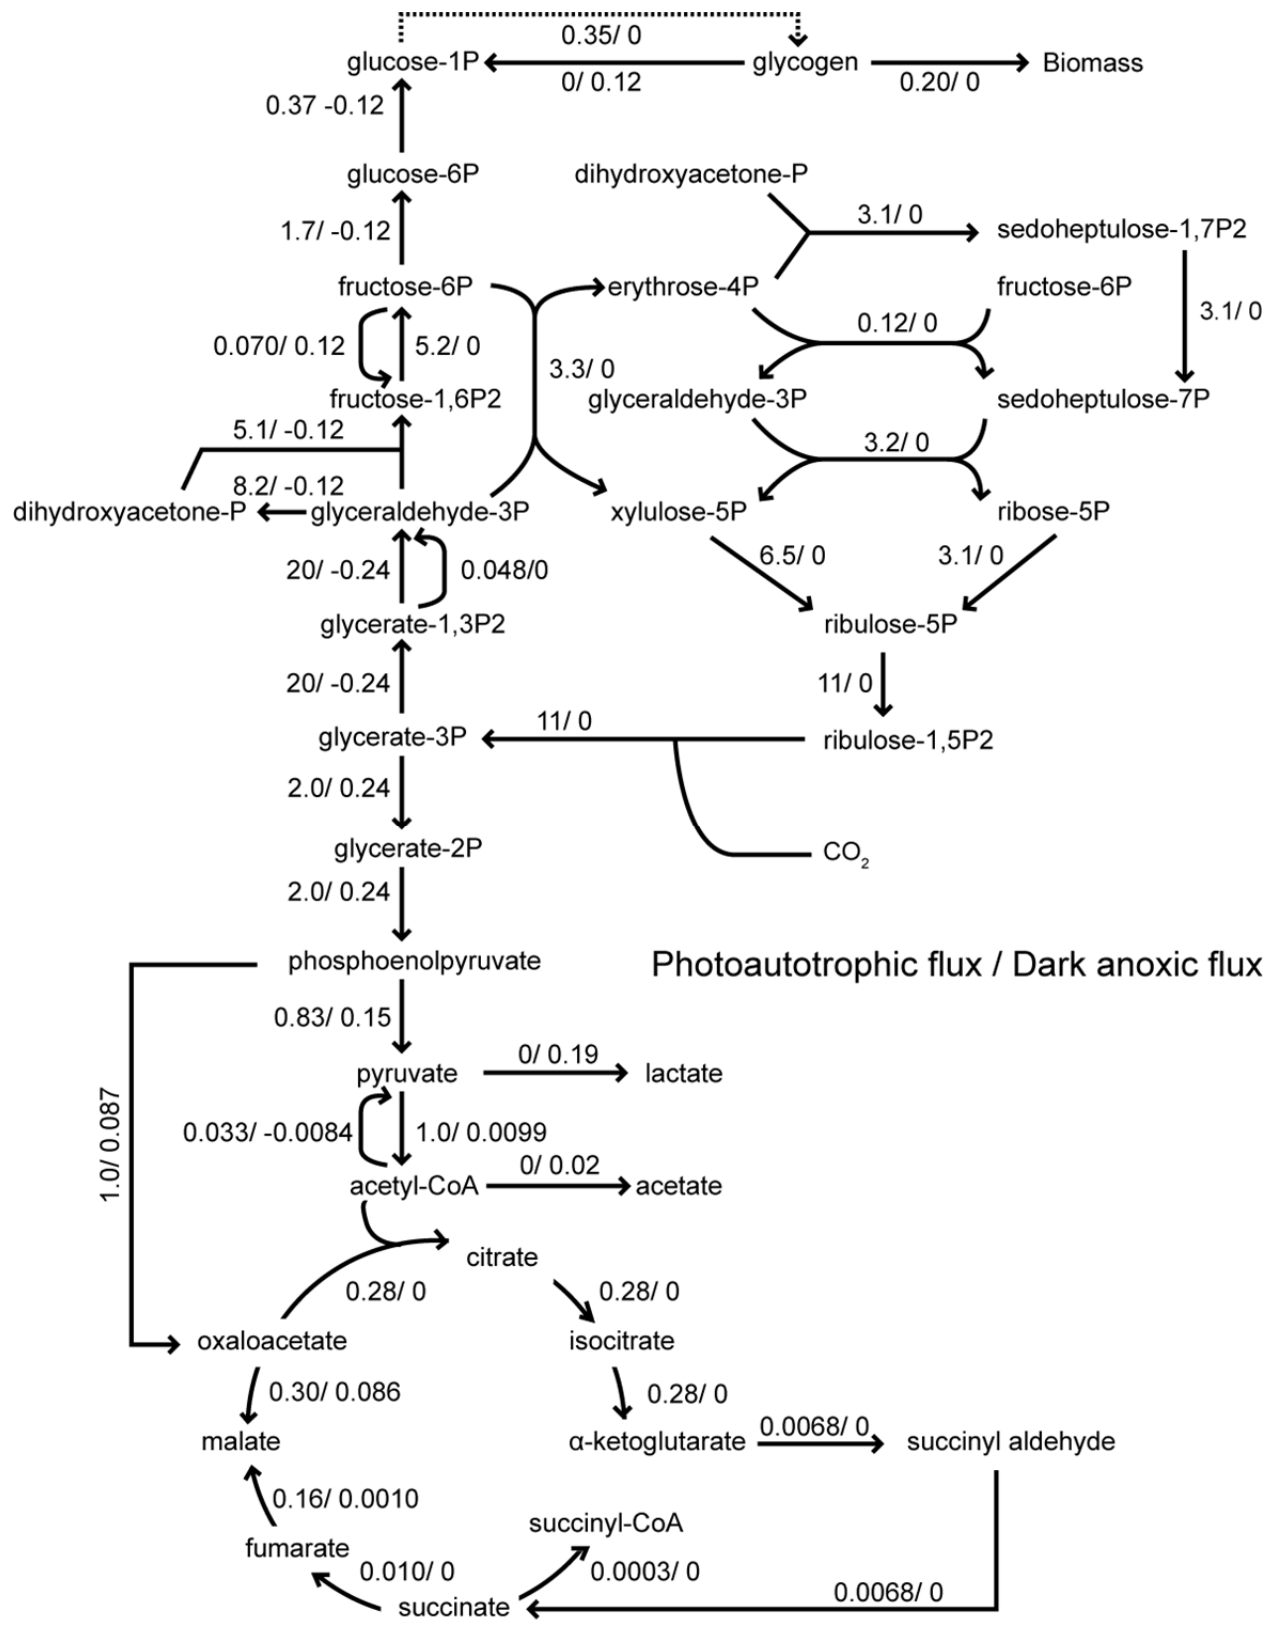 0.35/ 0
glucose-1P
glycogen
Biomass
0/ 0.12
0.20/ 0
0.37 -0.12
glucose-6P
dihydroxyacetone-P
3.1/ 0
sedoheptulose-1,7P2
1.7/ -0.12
fructose-6P
erythrose-4P
fructose-6P
3.1/ 0
0.12/ 0
0.070/ 0.12
5.2/ 0
3.3/ 0
fructose-1,6P2
glyceraldehyde-3P
sedoheptulose-7P
5.1/ -0.12
3.2/ 0
8.2/ -0.12
dihydroxyacetone-P
glyceraldehyde-3P
xylulose-5P
ribose-5P
20/ -0.24
0.048/0
6.5/ 0
3.1/ 0
glycerate-1,3P2
ribulose-5P
20/ -0.24
11/ 0
glycerate-3P
11/ 0
ribulose-1,5P2
2.0/ 0.24
glycerate-2P
CO2
2.0/ 0.24
phosphoenolpyruvate
Photoautotrophic flux / Dark anoxic flux
0.83/ 0.15
pyruvate
0/ 0.19
lactate
1.0/ 0.087
0.033/ -0.0084
1.0/ 0.0099
acetyl-CoA
0/ 0.02
acetate
citrate
0.28/ 0
0.28/ 0
oxaloacetate
isocitrate
0.30/ 0.086
0.28/ 0
malate
α-ketoglutarate
0.0068/ 0
succinyl aldehyde
0.16/ 0.0010
succinyl-CoA
fumarate
0.010/ 0
0.0003/ 0
0.0068/ 0
succinate